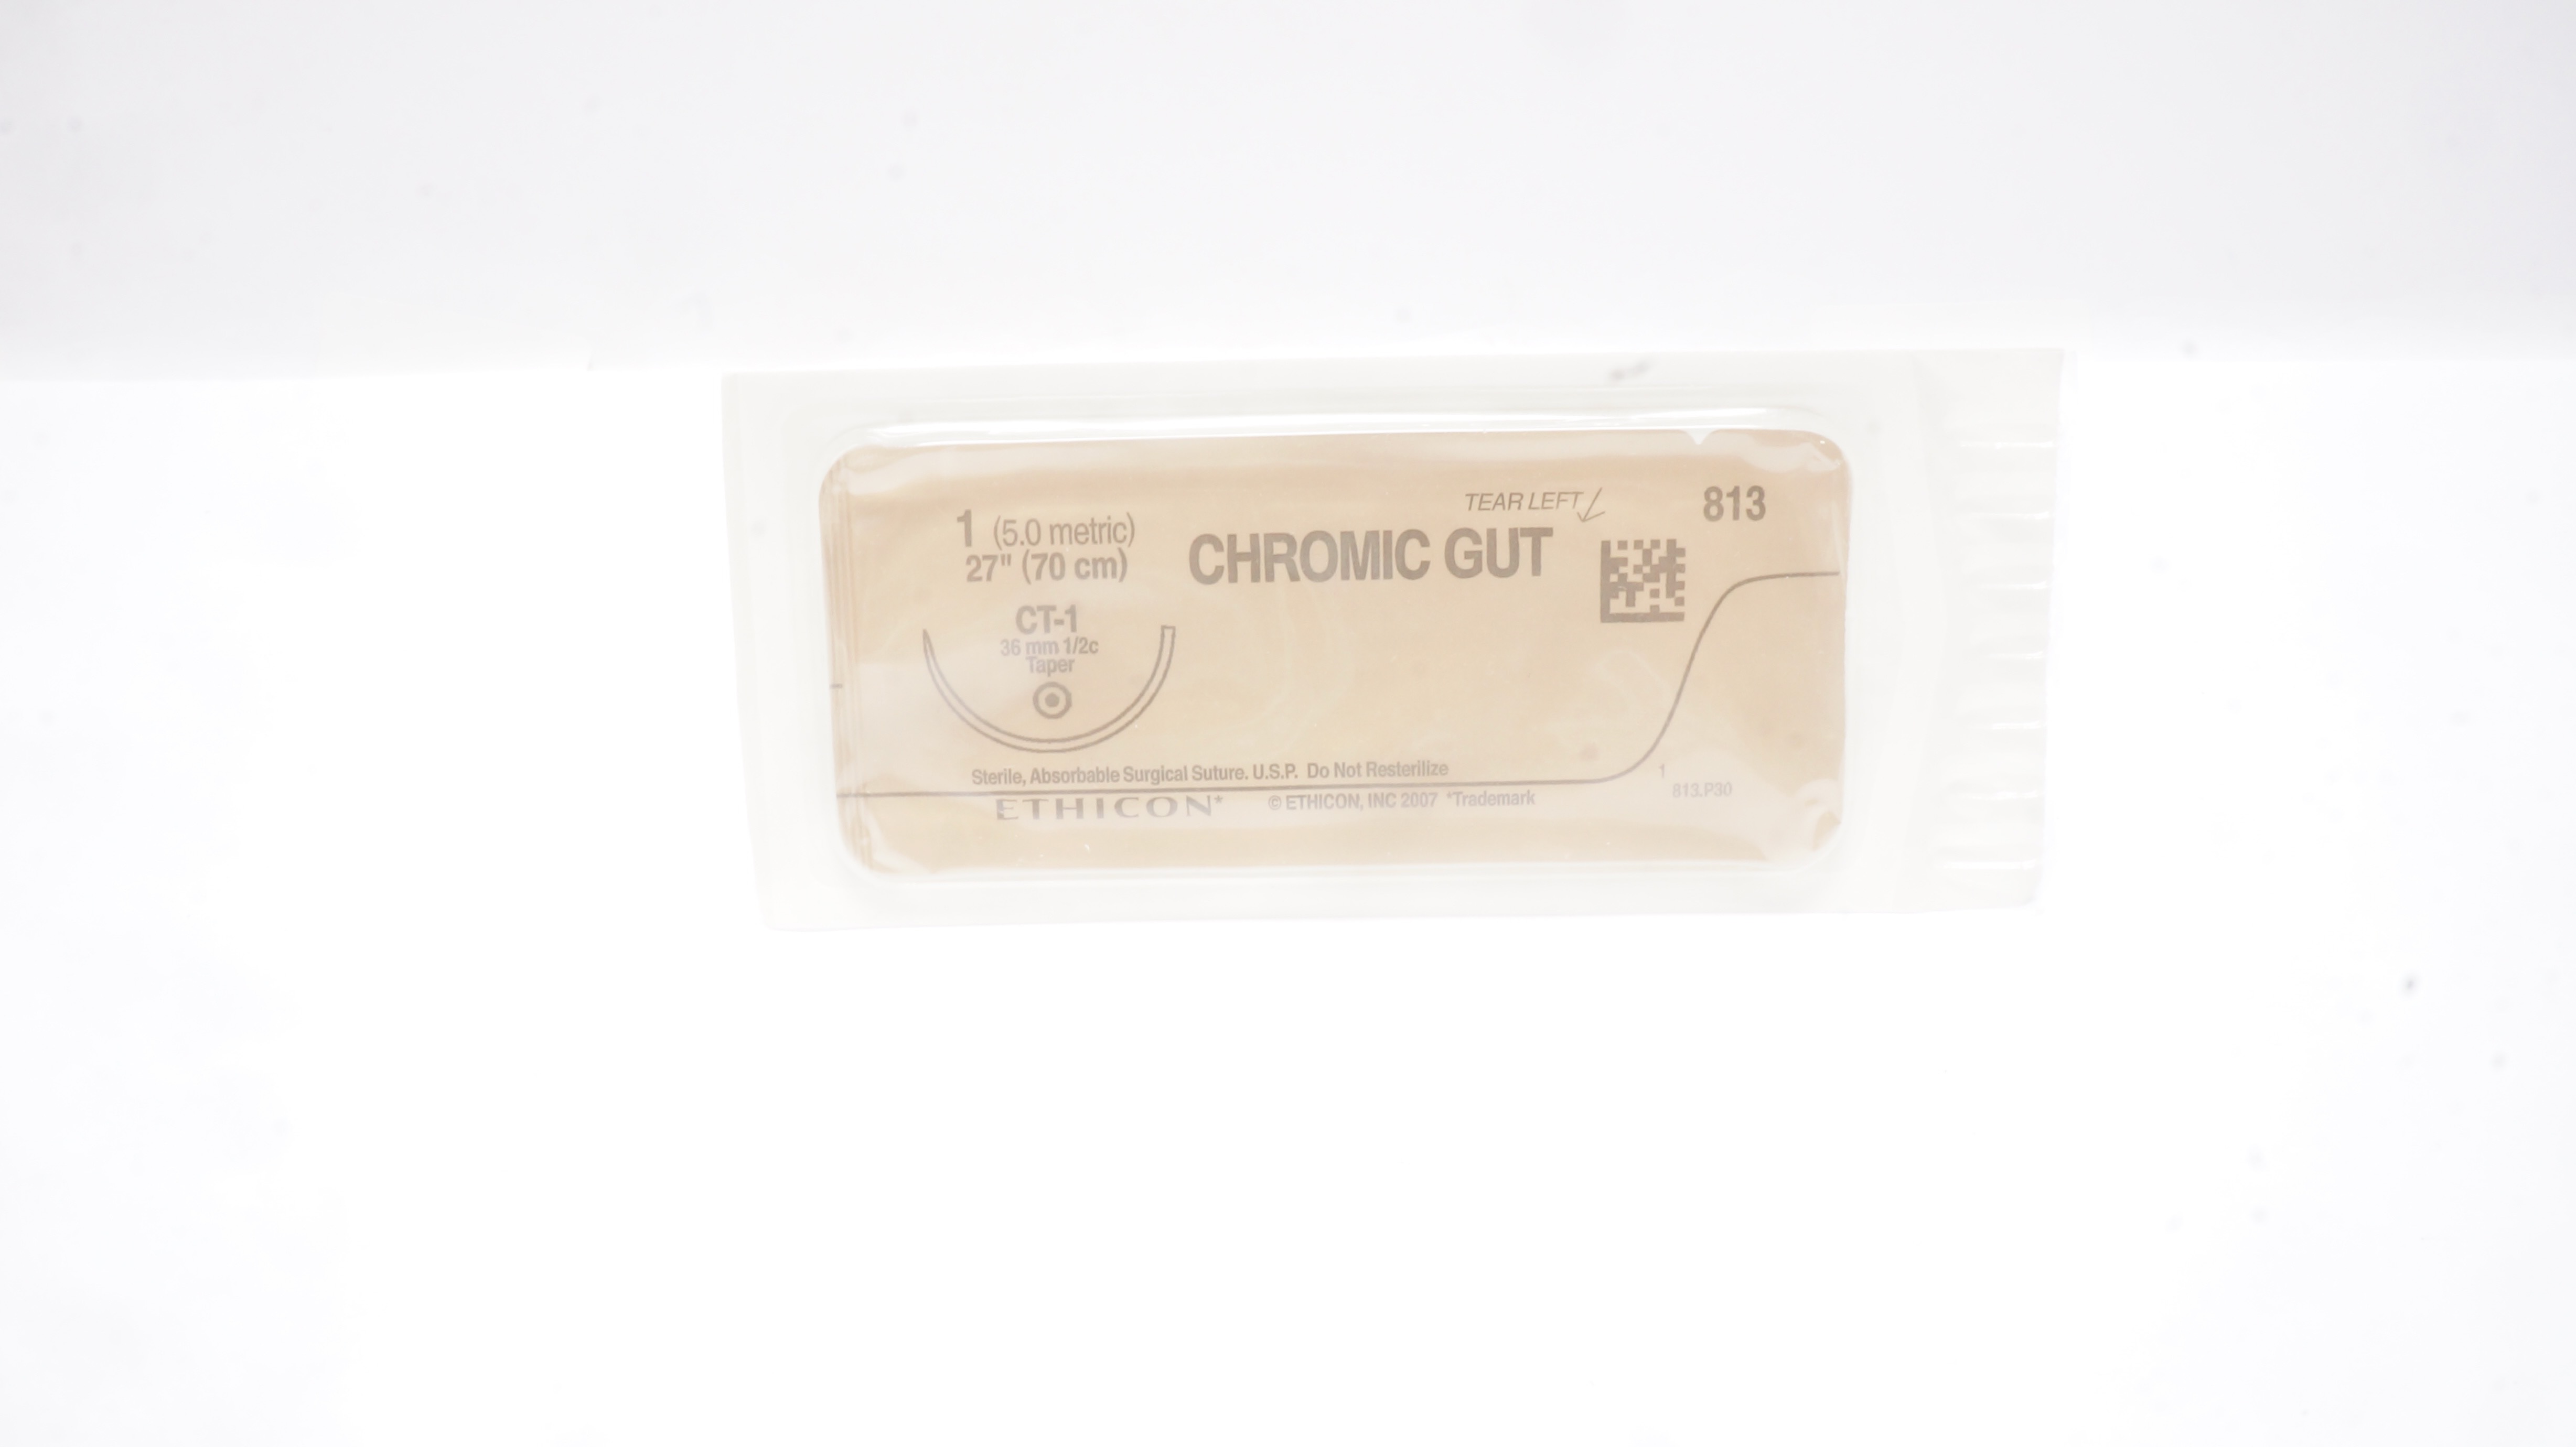 TEAR LEFT
813
1 (5.0 metric)
27" (70 cm)
CHROMIC GUT
CT-1
36 mm 1/2c
Taper
Sterile, Absorbable Surgical Suture. U.S.P. Do Not Resterilize
1
813.P30
ETHICON* © ETHICON, INC 2007 *Trademark